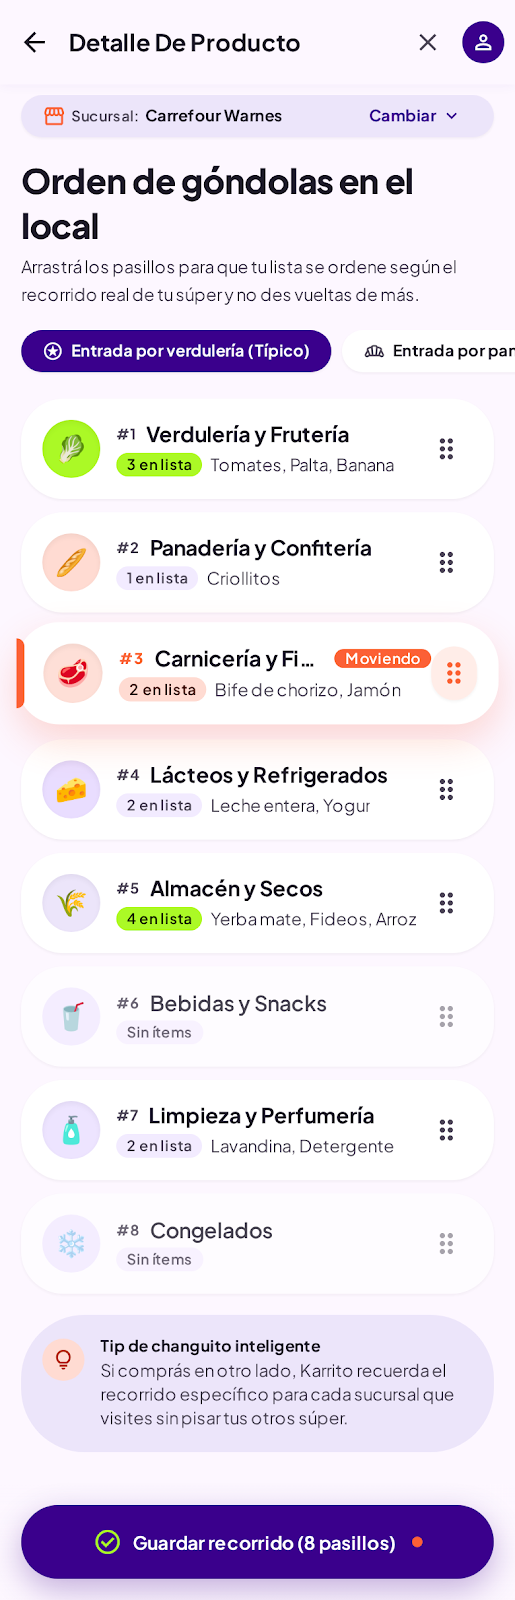 Detalle De Producto
Sucursal: Carrefour Warnes Cambiar
Orden de góndolas en el
local
Arrastrá los pasillos para que tu lista se ordene según el
recorrido real de tu súper y no des vueltas de más.
Entrada por verdulería (Típico) Entrada por pan
#1 Verdulería y Frutería
3 en lista Tomates, Palta, Banana
#2 Panadería y Confitería
1 en lista Criollitos
#3 Carnicería y Fi... Moviendo
2 en lista Bife de chorizo, Jamón
#4 Lácteos y Refrigerados
2 en lista Leche entera, Yogur
#5 Almacén y Secos
4 en lista Yerba mate, Fideos, Arroz
#6 Bebidas y Snacks
Sin ítems
#7 Limpieza y Perfumería
2 en lista Lavandina, Detergente
#8 Congelados
Sin ítems
Tip de changuito inteligente
Si comprás en otro lado, Karrito recuerda el
recorrido específico para cada sucursal que
visites sin pisar tus otros súper.
Guardar recorrido (8 pasillos)